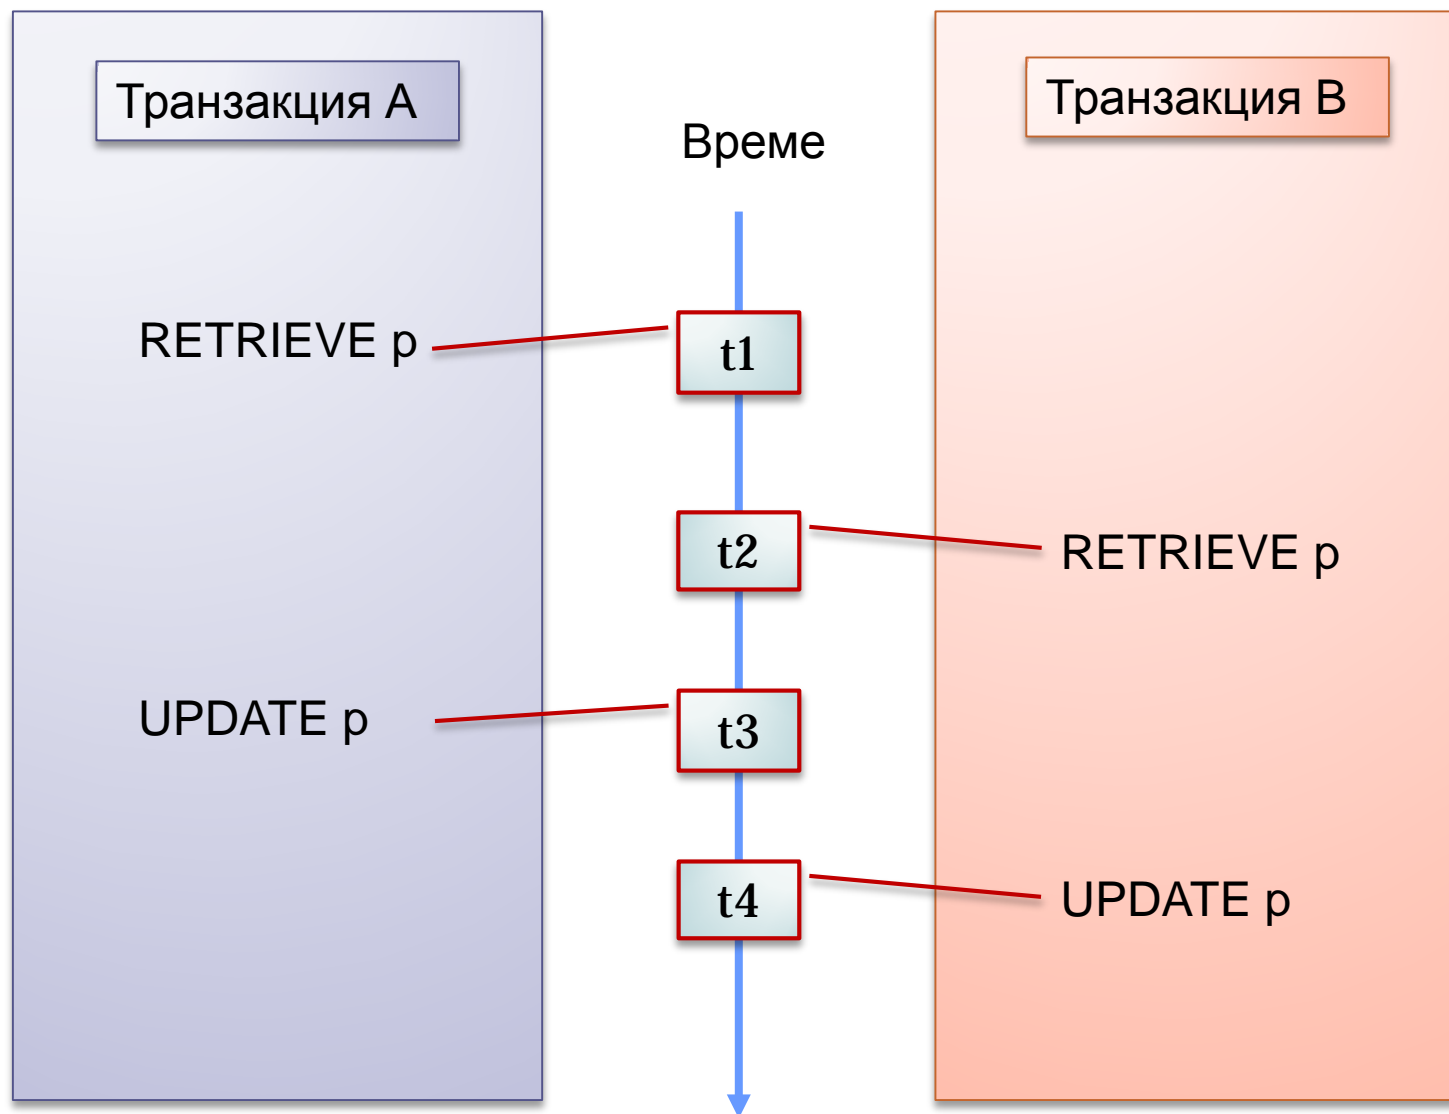 Транзакция A
Транзакция B
Време
RETRIEVE p
t1
t2
RETRIEVE p
UPDATE p
t3
t4
UPDATE p